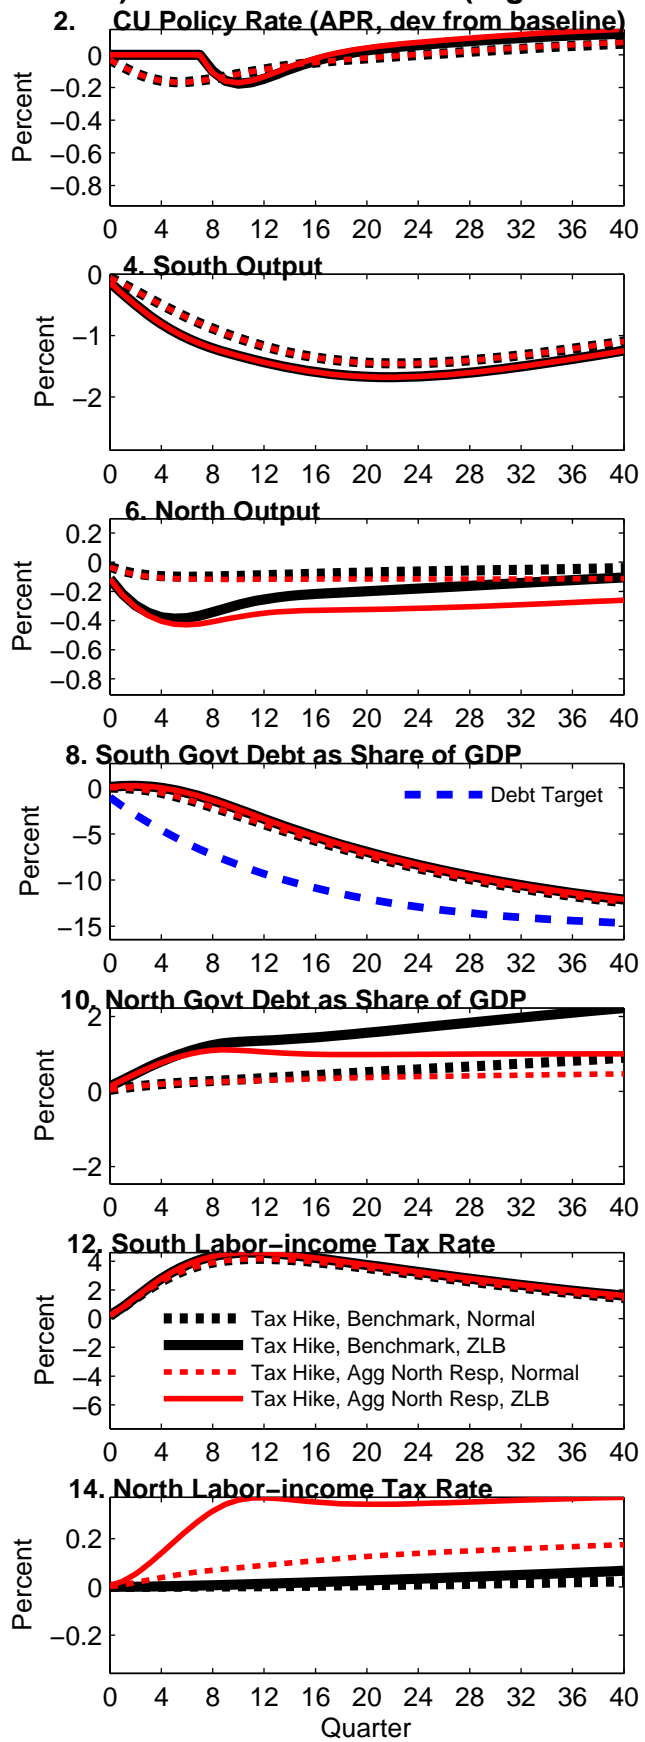 2. CU Policy Rate (APR, dev from baseline)
0
−0.2
−0.4
−0.6
−0.8
Percent
0 4 8 12 16 20 24 28 32 36 40
4. South Output
0
−1
−2
Percent
0 4 8 12 16 20 24 28 32 36 40
6. North Output
0.2
0
−0.2
−0.4
−0.6
−0.8
Percent
0 4 8 12 16 20 24 28 32 36 40
8. South Govt Debt as Share of GDP
0
−5
−10
−15
Percent
Debt Target
0 4 8 12 16 20 24 28 32 36 40
10. North Govt Debt as Share of GDP
2
0
−2
Percent
0 4 8 12 16 20 24 28 32 36 40
12. South Labor−income Tax Rate
4
2
0
−2
−4
−6
Percent
Tax Hike, Benchmark, Normal
Tax Hike, Benchmark, ZLB
Tax Hike, Agg North Resp, Normal
Tax Hike, Agg North Resp, ZLB
0 4 8 12 16 20 24 28 32 36 40
14. North Labor−income Tax Rate
0.2
0
−0.2
Percent
0 4 8 12 16 20 24 28 32 36 40
Quarter